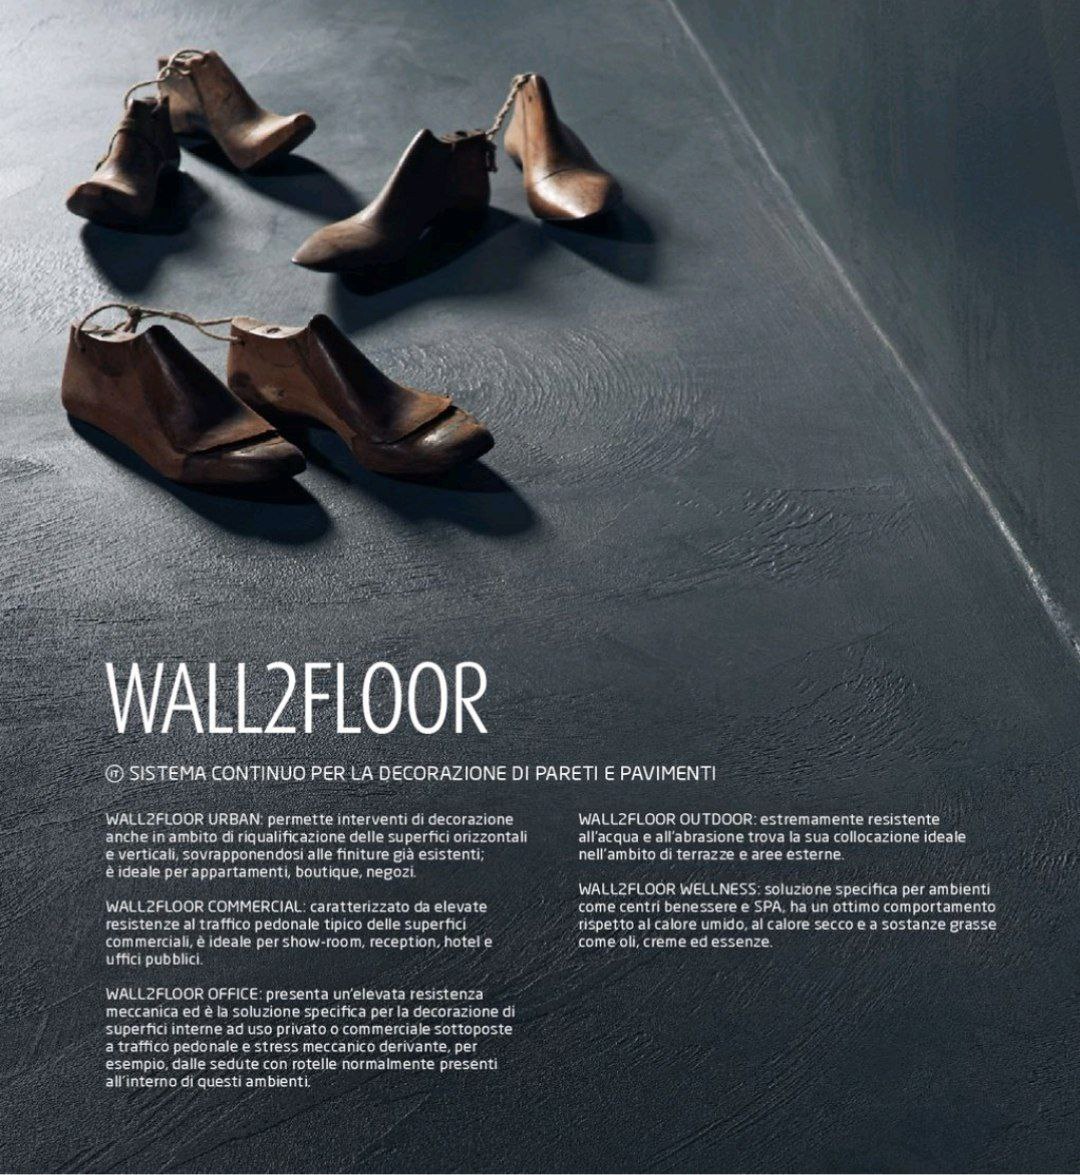 WALL2FLOOR
IT SISTEMA CONTINUO PER LA DECORAZIONE DI PARETI E PAVIMENTI
WALL2FLOOR URBAN: permette interventi di decorazione
anche in ambito di riqualificazione delle superfici orizzontali
e verticali, sovrapponendosi alle finiture già esistenti;
è ideale per appartamenti, boutique, negozi.
WALL2FLOOR COMMERCIAL: caratterizzato da elevate
resistenze al traffico pedonale tipico delle superfici
commerciali, è ideale per show-room, reception, hotel e
uffici pubblici.
WALL2FLOOR OFFICE: presenta un'elevata resistenza
meccanica ed è la soluzione specifica per la decorazione di
superfici interne ad uso privato o commerciale sottoposte
a traffico pedonale e stress meccanico derivante, per
esempio, dalle sedute con rotelle normalmente presenti
all'interno di questi ambienti.
WALL2FLOOR OUTDOOR: estremamente resistente
all'acqua e all'abrasione trova la sua collocazione ideale
nell'ambito di terrazze e aree esterne.
WALL2FLOOR WELLNESS: soluzione specifica per ambienti
come centri benessere e SPA, ha un ottimo comportamento
rispetto al calore umido, al calore secco e a sostanze grasse
come oli, creme ed essenze.